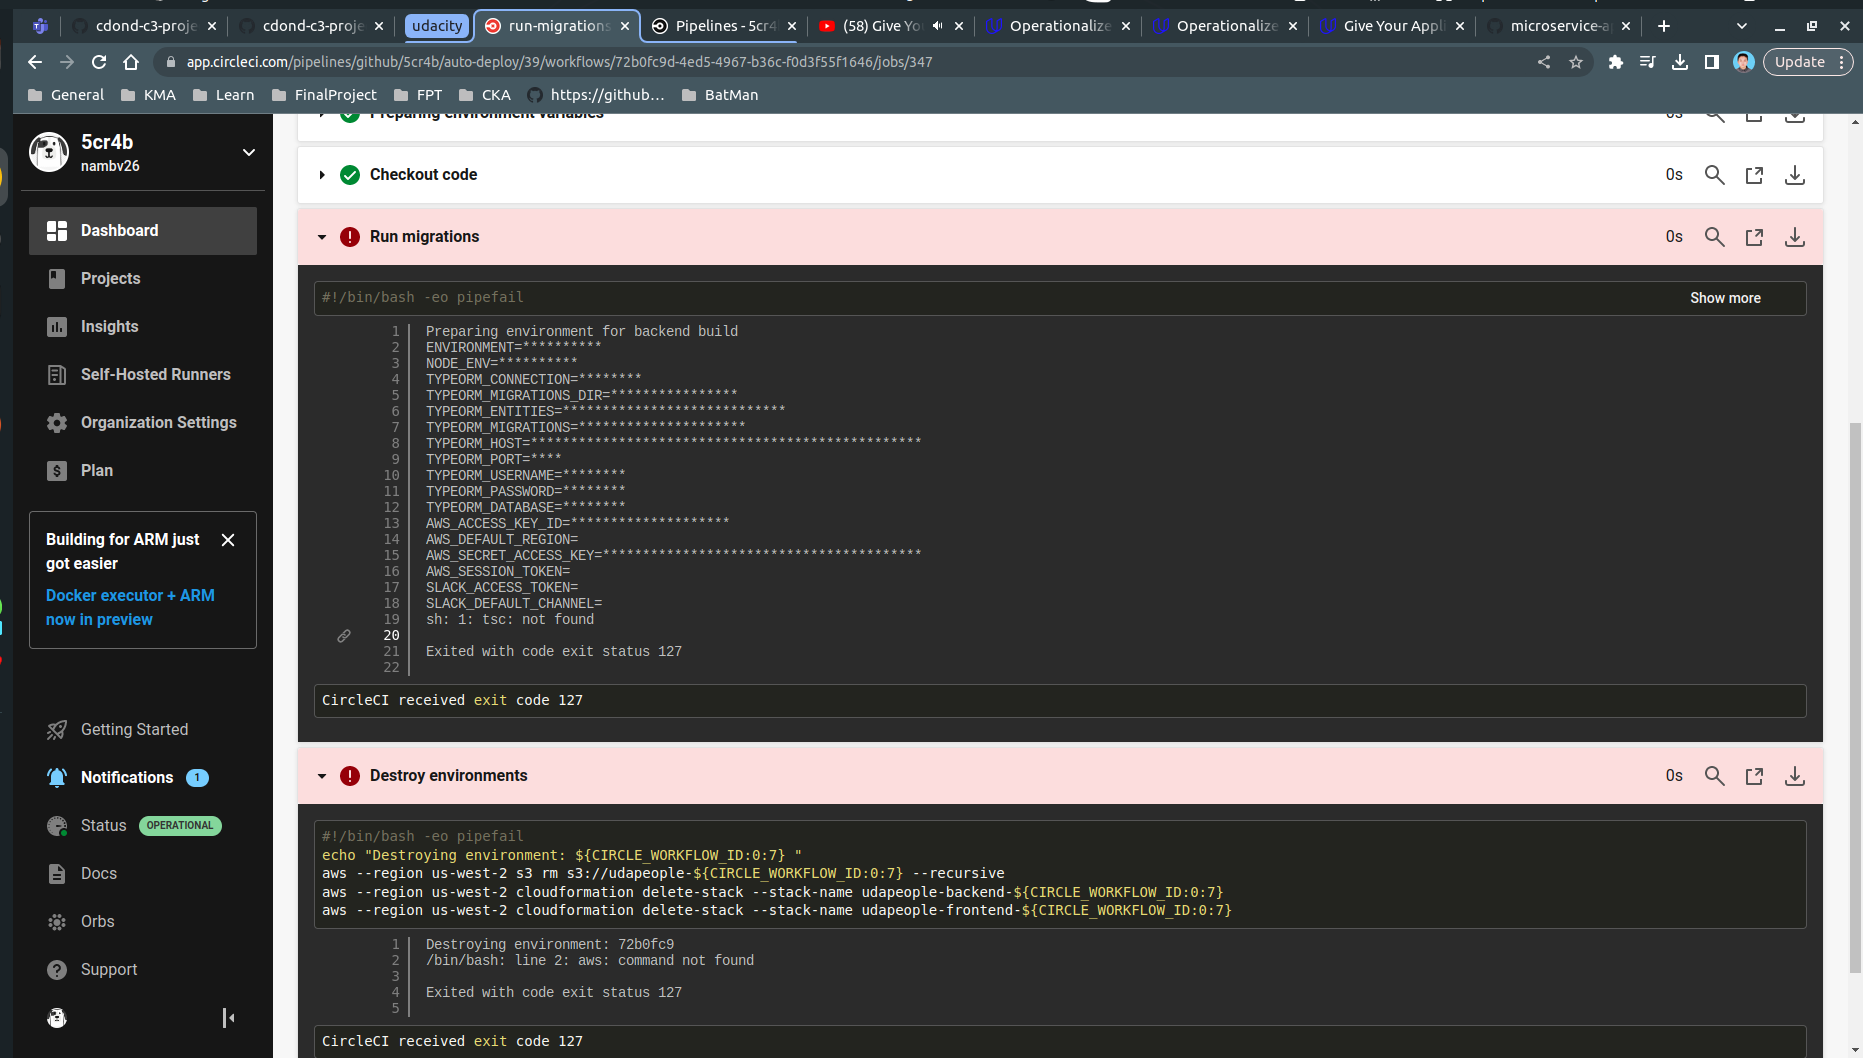 cdond-c3-proje
cdond-c3-proje
udacity
run-migrations
Pipelines - 5cr4
(58) Give Yo
Operationalize
Operationalize
Give Your Appl
microservice-a
app.circleci.com/pipelines/github/5cr4b/auto-deploy/39/workflows/72b0fc9d-4ed5-4967-b36c-f0d3f55f1646/jobs/347
Update
General
KMA
Learn
FinalProject
FPT
CKA
https://github...
BatMan
5cr4b
nambv26
Dashboard
Projects
Insights
Self-Hosted Runners
Organization Settings
Plan
Building for ARM just
got easier
Docker executor + ARM
now in preview
Getting Started
Notifications 1
Status OPERATIONAL
Docs
Orbs
Support
Preparing environment variables 0s
Checkout code 0s
Run migrations 0s
#!/bin/bash -eo pipefail
Show more
1 Preparing environment for backend build
2 ENVIRONMENT=**********
3 NODE_ENV=**********
4 TYPEORM_CONNECTION=********
5 TYPEORM_MIGRATIONS_DIR=****************
6 TYPEORM_ENTITIES=****************************
7 TYPEORM_MIGRATIONS=*********************
8 TYPEORM_HOST=*************************************************
9 TYPEORM_PORT=****
10 TYPEORM_USERNAME=********
11 TYPEORM_PASSWORD=********
12 TYPEORM_DATABASE=********
13 AWS_ACCESS_KEY_ID=********************
14 AWS_DEFAULT_REGION=
15 AWS_SECRET_ACCESS_KEY=****************************************
16 AWS_SESSION_TOKEN=
17 SLACK_ACCESS_TOKEN=
18 SLACK_DEFAULT_CHANNEL=
19 sh: 1: tsc: not found
20
21 Exited with code exit status 127
22
CircleCI received exit code 127
Destroy environments 0s
#!/bin/bash -eo pipefail
echo "Destroying environment: ${CIRCLE_WORKFLOW_ID:0:7} "
aws --region us-west-2 s3 rm s3://udapeople-${CIRCLE_WORKFLOW_ID:0:7} --recursive
aws --region us-west-2 cloudformation delete-stack --stack-name udapeople-backend-${CIRCLE_WORKFLOW_ID:0:7}
aws --region us-west-2 cloudformation delete-stack --stack-name udapeople-frontend-${CIRCLE_WORKFLOW_ID:0:7}
1 Destroying environment: 72b0fc9
2 /bin/bash: line 2: aws: command not found
3
4 Exited with code exit status 127
5
CircleCI received exit code 127